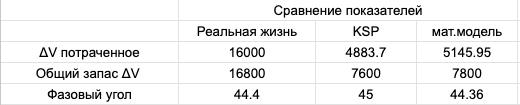 Сравнение показателей
Реальная жизнь KSP мат.модель
ΔV потраченное 16000 4883.7 5145.95
Общий запас ΔV 16800 7600 7800
Фазовый угол 44.4 45 44.36